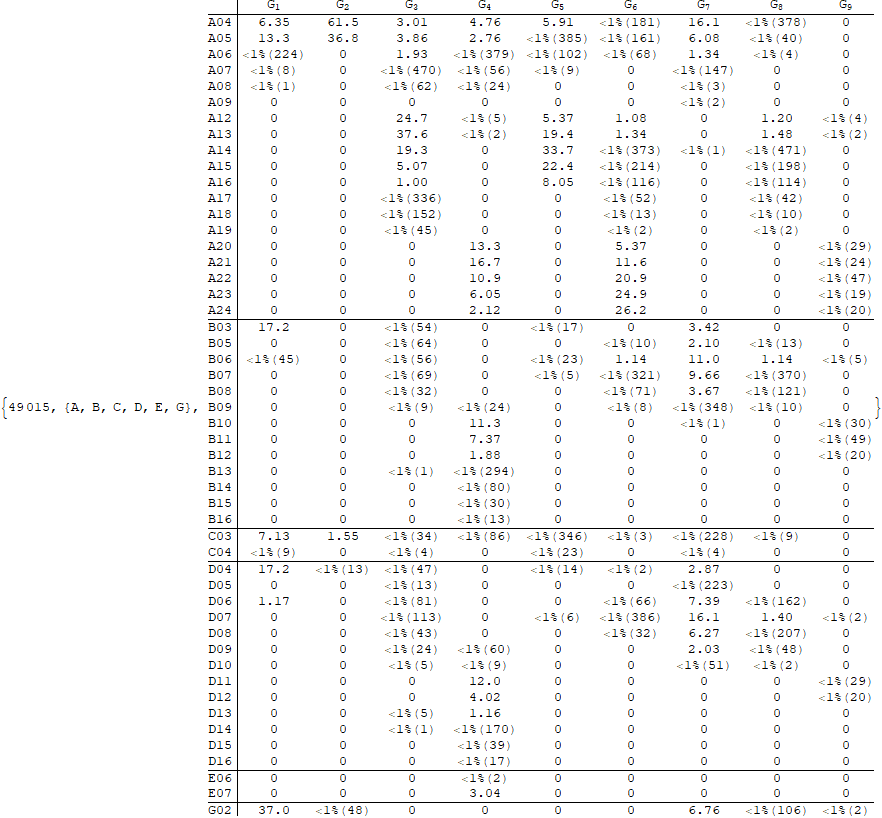 G1 G2 G3 G4 G5 G6 G7 G8 G9
A04 6.35 61.5 3.01 4.76 5.91 <1%(181) 16.1 <1%(378) 0
A05 13.3 36.8 3.86 2.76 <1%(385) <1%(161) 6.08 <1%(40) 0
A06 <1%(224) 0 1.93 <1%(379) <1%(102) <1%(68) 1.34 <1%(4) 0
A07 <1%(8) 0 <1%(470) <1%(56) <1%(9) 0 <1%(147) 0 0
A08 <1%(1) 0 <1%(62) <1%(24) 0 0 <1%(3) 0 0
A09 0 0 0 0 0 0 <1%(2) 0 0
A12 0 0 24.7 <1%(5) 5.37 1.08 0 1.20 <1%(4)
A13 0 0 37.6 <1%(2) 19.4 1.34 0 1.48 <1%(2)
A14 0 0 19.3 0 33.7 <1%(373) <1%(1) <1%(471) 0
A15 0 0 5.07 0 22.4 <1%(214) 0 <1%(198) 0
A16 0 0 1.00 0 8.05 <1%(116) 0 <1%(114) 0
A17 0 0 <1%(336) 0 0 <1%(52) 0 <1%(42) 0
A18 0 0 <1%(152) 0 0 <1%(13) 0 <1%(10) 0
A19 0 0 <1%(45) 0 0 <1%(2) 0 <1%(2) 0
A20 0 0 0 13.3 0 5.37 0 0 <1%(29)
A21 0 0 0 16.7 0 11.6 0 0 <1%(24)
A22 0 0 0 10.9 0 20.9 0 0 <1%(47)
A23 0 0 0 6.05 0 24.9 0 0 <1%(19)
A24 0 0 0 2.12 0 26.2 0 0 <1%(20)
B03 17.2 0 <1%(54) 0 <1%(17) 0 3.42 0 0
B05 0 0 <1%(64) 0 0 <1%(10) 2.10 <1%(13) 0
B06 <1%(45) 0 <1%(56) 0 <1%(23) 1.14 11.0 1.14 <1%(5)
B07 0 0 <1%(69) 0 <1%(5) <1%(321) 9.66 <1%(370) 0
B08 0 0 <1%(32) 0 0 <1%(71) 3.67 <1%(121) 0
{49015, {A, B, C, D, E, G}, B09 0 0 <1%(9) <1%(24) 0 <1%(8) <1%(348) <1%(10) 0 }
B10 0 0 0 11.3 0 0 <1%(1) 0 <1%(30)
B11 0 0 0 7.37 0 0 0 0 <1%(49)
B12 0 0 0 1.88 0 0 0 0 <1%(20)
B13 0 0 <1%(1) <1%(294) 0 0 0 0 0
B14 0 0 0 <1%(80) 0 0 0 0 0
B15 0 0 0 <1%(30) 0 0 0 0 0
B16 0 0 0 <1%(13) 0 0 0 0 0
C03 7.13 1.55 <1%(34) <1%(86) <1%(346) <1%(3) <1%(228) <1%(9) 0
C04 <1%(9) 0 <1%(4) 0 <1%(23) 0 <1%(4) 0 0
D04 17.2 <1%(13) <1%(47) 0 <1%(14) <1%(2) 2.87 0 0
D05 0 0 <1%(13) 0 0 0 <1%(223) 0 0
D06 1.17 0 <1%(81) 0 0 <1%(66) 7.39 <1%(162) 0
D07 0 0 <1%(113) 0 <1%(6) <1%(386) 16.1 1.40 <1%(2)
D08 0 0 <1%(43) 0 0 <1%(32) 6.27 <1%(207) 0
D09 0 0 <1%(24) <1%(60) 0 0 2.03 <1%(48) 0
D10 0 0 <1%(5) <1%(9) 0 0 <1%(51) <1%(2) 0
D11 0 0 0 12.0 0 0 0 0 <1%(29)
D12 0 0 0 4.02 0 0 0 0 <1%(20)
D13 0 0 <1%(5) 1.16 0 0 0 0 0
D14 0 0 <1%(1) <1%(170) 0 0 0 0 0
D15 0 0 0 <1%(39) 0 0 0 0 0
D16 0 0 0 <1%(17) 0 0 0 0 0
E06 0 0 0 <1%(2) 0 0 0 0 0
E07 0 0 0 3.04 0 0 0 0 0
G02 37.0 <1%(48) 0 0 0 0 6.76 <1%(106) <1%(2)